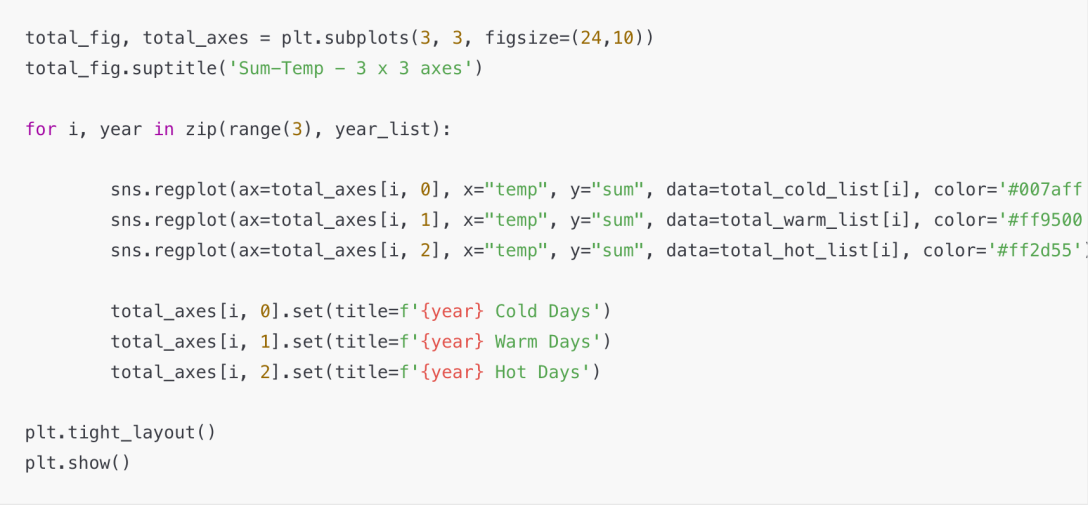 total_fig, total_axes = plt.subplots(3, 3, figsize=(24,10))
total_fig.suptitle('Sum-Temp - 3 x 3 axes')
for i, year in zip(range(3), year_list):
sns.regplot(ax=total_axes[i, 0], x="temp", y="sum", data=total_cold_list[i], color='#007aff
sns.regplot(ax=total_axes[i, 1], x="temp", y="sum", data=total_warm_list[i], color='#ff9500
sns.regplot(ax=total_axes[i, 2], x="temp", y="sum", data=total_hot_list[i], color='#ff2d55')
total_axes[i, 0].set(title=f'{year} Cold Days')
total_axes[i, 1].set(title=f'{year} Warm Days')
total_axes[i, 2].set(title=f'{year} Hot Days')
plt.tight_layout()
plt.show()